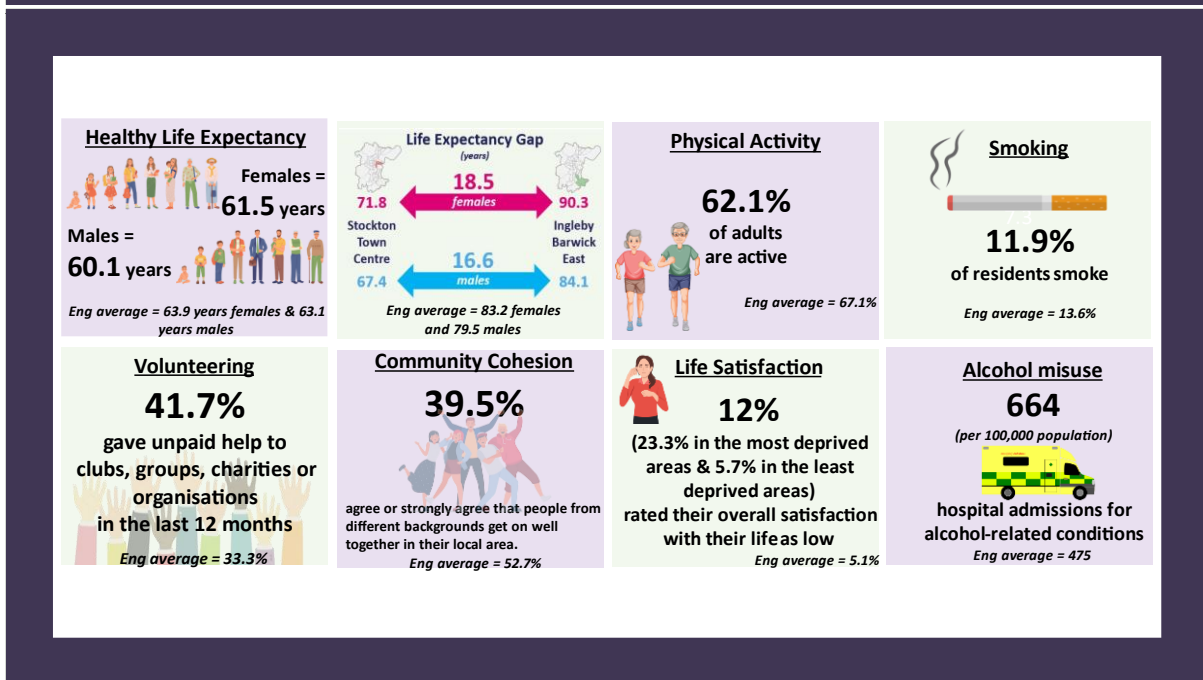 Healthy Life Expectancy
Females =
61.5 years
Males =
60.1 years
Eng average = 63.9 years females & 63.1
years males
Life Expectancy Gap
(years)
18.5
71.8 females 90.3
Stockton
Town
Centre
Ingleby
Barwick
East
16.6
67.4 males 84.1
Eng average = 83.2 females
and 79.5 males
Physical Activity
62.1%
of adults
are active
Eng average = 67.1%
Smoking
7.3
11.9%
of residents smoke
Eng average = 13.6%
Volunteering
41.7%
gave unpaid help to
clubs, groups, charities or
organisations
in the last 12 months
Eng average = 33.3%
Community Cohesion
39.5%
agree or strongly agree that people from
different backgrounds get on well
together in their local area.
Eng average = 52.7%
Life Satisfaction
12%
(23.3% in the most deprived
areas & 5.7% in the least
deprived areas)
rated their overall satisfaction
with their lifeas low
Eng average = 5.1%
Alcohol misuse
664
(per 100,000 population)
hospital admissions for
alcohol-related conditions
Eng average = 475